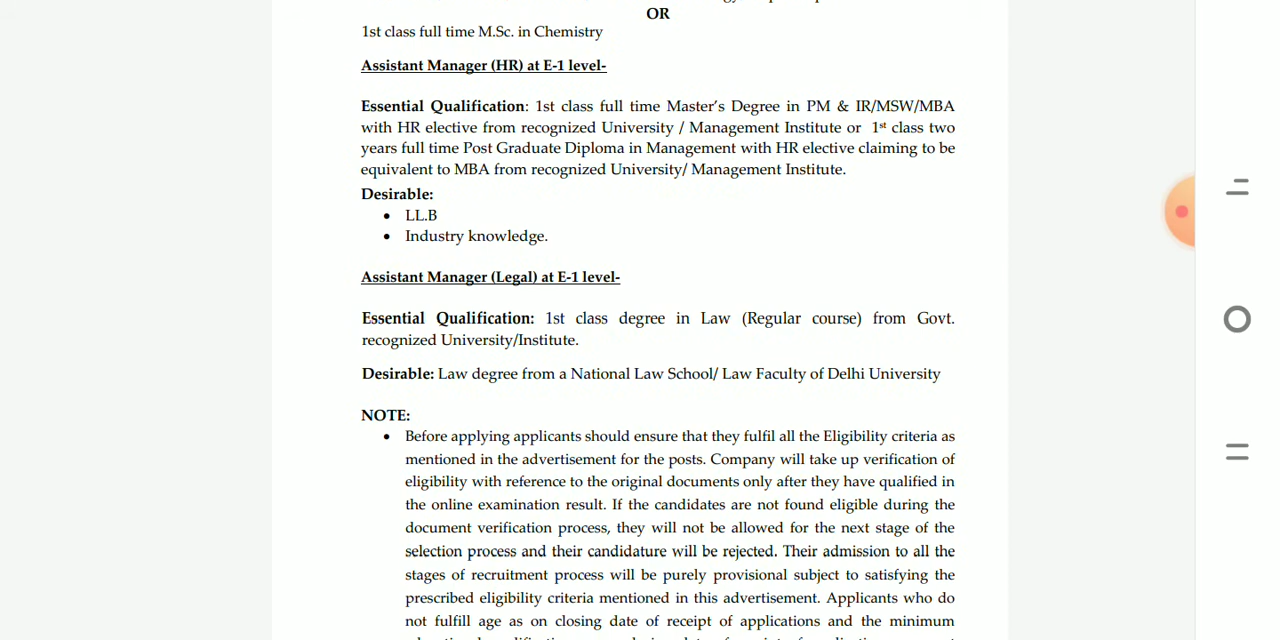 OR
1st class full time M.Sc. in Chemistry
Assistant Manager (HR) at E-1 level-
Essential Qualification: 1st class full time Master's Degree in PM & IR/MSW/MBA
with HR elective from recognized University / Management Institute or 1st class two
years full time Post Graduate Diploma in Management with HR elective claiming to be
equivalent to MBA from recognized University/ Management Institute.
Desirable:
• LL.B
• Industry knowledge.
Assistant Manager (Legal) at E-1 level-
Essential Qualification: 1st class degree in Law (Regular course) from Govt.
recognized University/Institute.
Desirable: Law degree from a National Law School/ Law Faculty of Delhi University
NOTE:
• Before applying applicants should ensure that they fulfil all the Eligibility criteria as
mentioned in the advertisement for the posts. Company will take up verification of
eligibility with reference to the original documents only after they have qualified in
the online examination result. If the candidates are not found eligible during the
document verification process, they will not be allowed for the next stage of the
selection process and their candidature will be rejected. Their admission to all the
stages of recruitment process will be purely provisional subject to satisfying the
prescribed eligibility criteria mentioned in this advertisement. Applicants who do
not fulfill age as on closing date of receipt of applications and the minimum